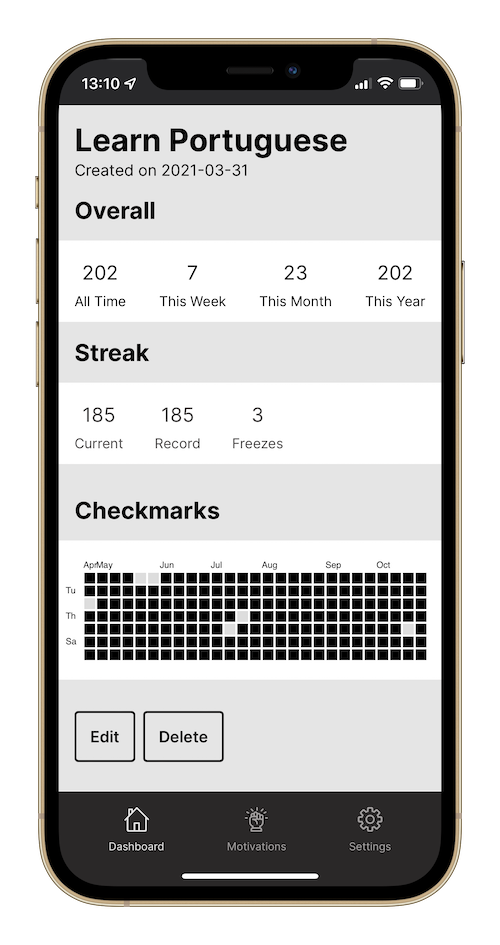 13:10
Learn Portuguese
Created on 2021-03-31
Overall
202 7 23 202
All Time This Week This Month This Year
Streak
185 185 3
Current Record Freezes
Checkmarks
AprMay Jun Jul Aug Sep Oct
Tu
Th
Sa
Edit Delete
Dashboard Motivations Settings